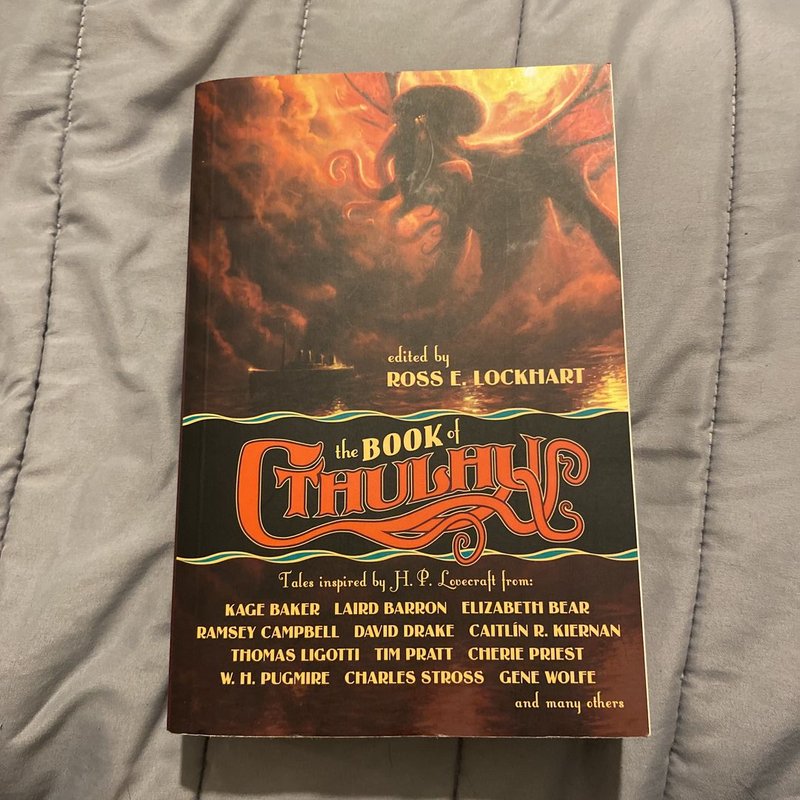 edited by
ROSS E. LOCKHART
the BOOK of
CTHULHU
Tales inspired by H. P. Lovecraft from:
KAGE BAKER LAIRD BARRON ELIZABETH BEAR
RAMSEY CAMPBELL DAVID DRAKE CAITLÍN R. KIERNAN
THOMAS LIGOTTI TIM PRATT CHERIE PRIEST
W. H. PUGMIRE CHARLES STROSS GENE WOLFE
and many others